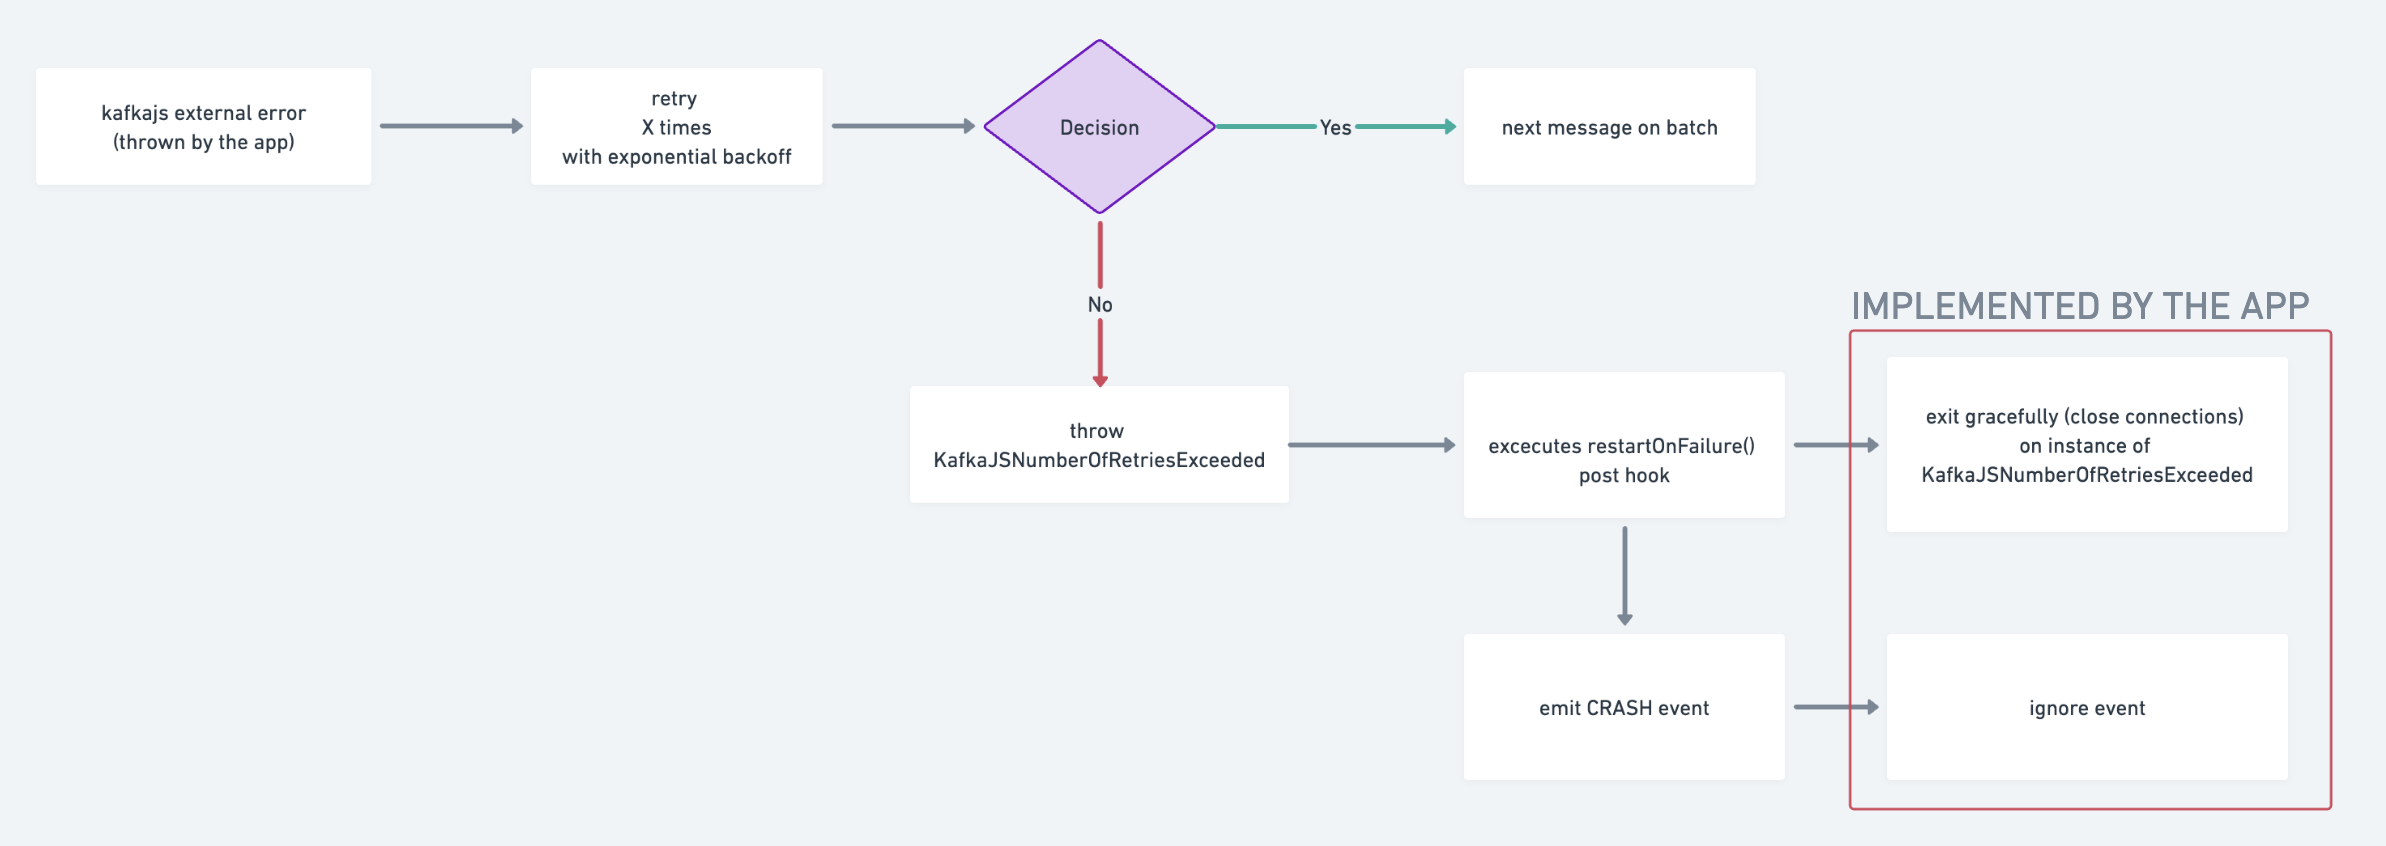 kafkajs external error
(thrown by the app)
retry
X times
with exponential backoff
Decision
Yes
next message on batch
No
IMPLEMENTED BY THE APP
throw
KafkaJSNumberOfRetriesExceeded
excecutes restartOnFailure()
post hook
exit gracefully (close connections)
on instance of
KafkaJSNumberOfRetriesExceeded
emit CRASH event
ignore event